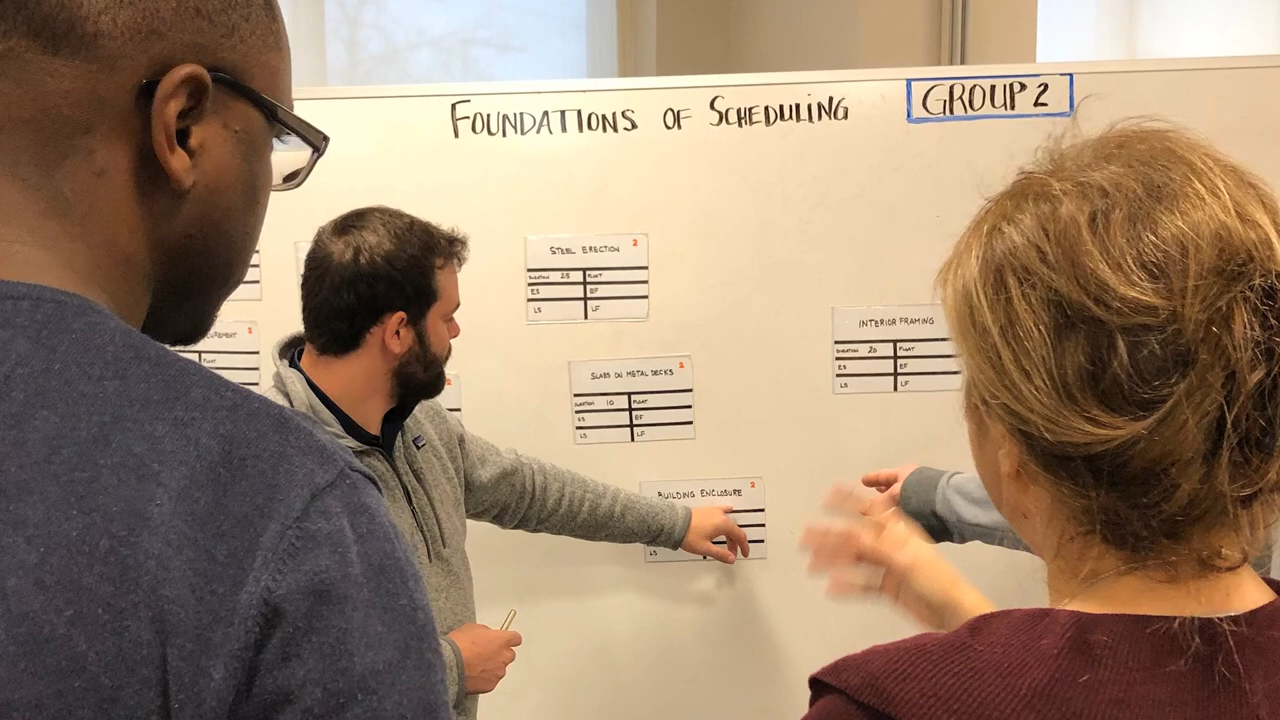 FOUNDATIONS OF SCHEDULING
GROUP 2
STEEL ERECTION 2
DURATION 25 FLOAT
ES EF
LS LF
UREMENT 2
FLOAT
2
SLABS ON METAL DECKS 2
DURATION 10 FLOAT
ES EF
LS LF
INTERIOR FRAMING
DURATION 20 FLOAT
ES EF
LS LF
BUILDING ENCLOSURE 2
LS